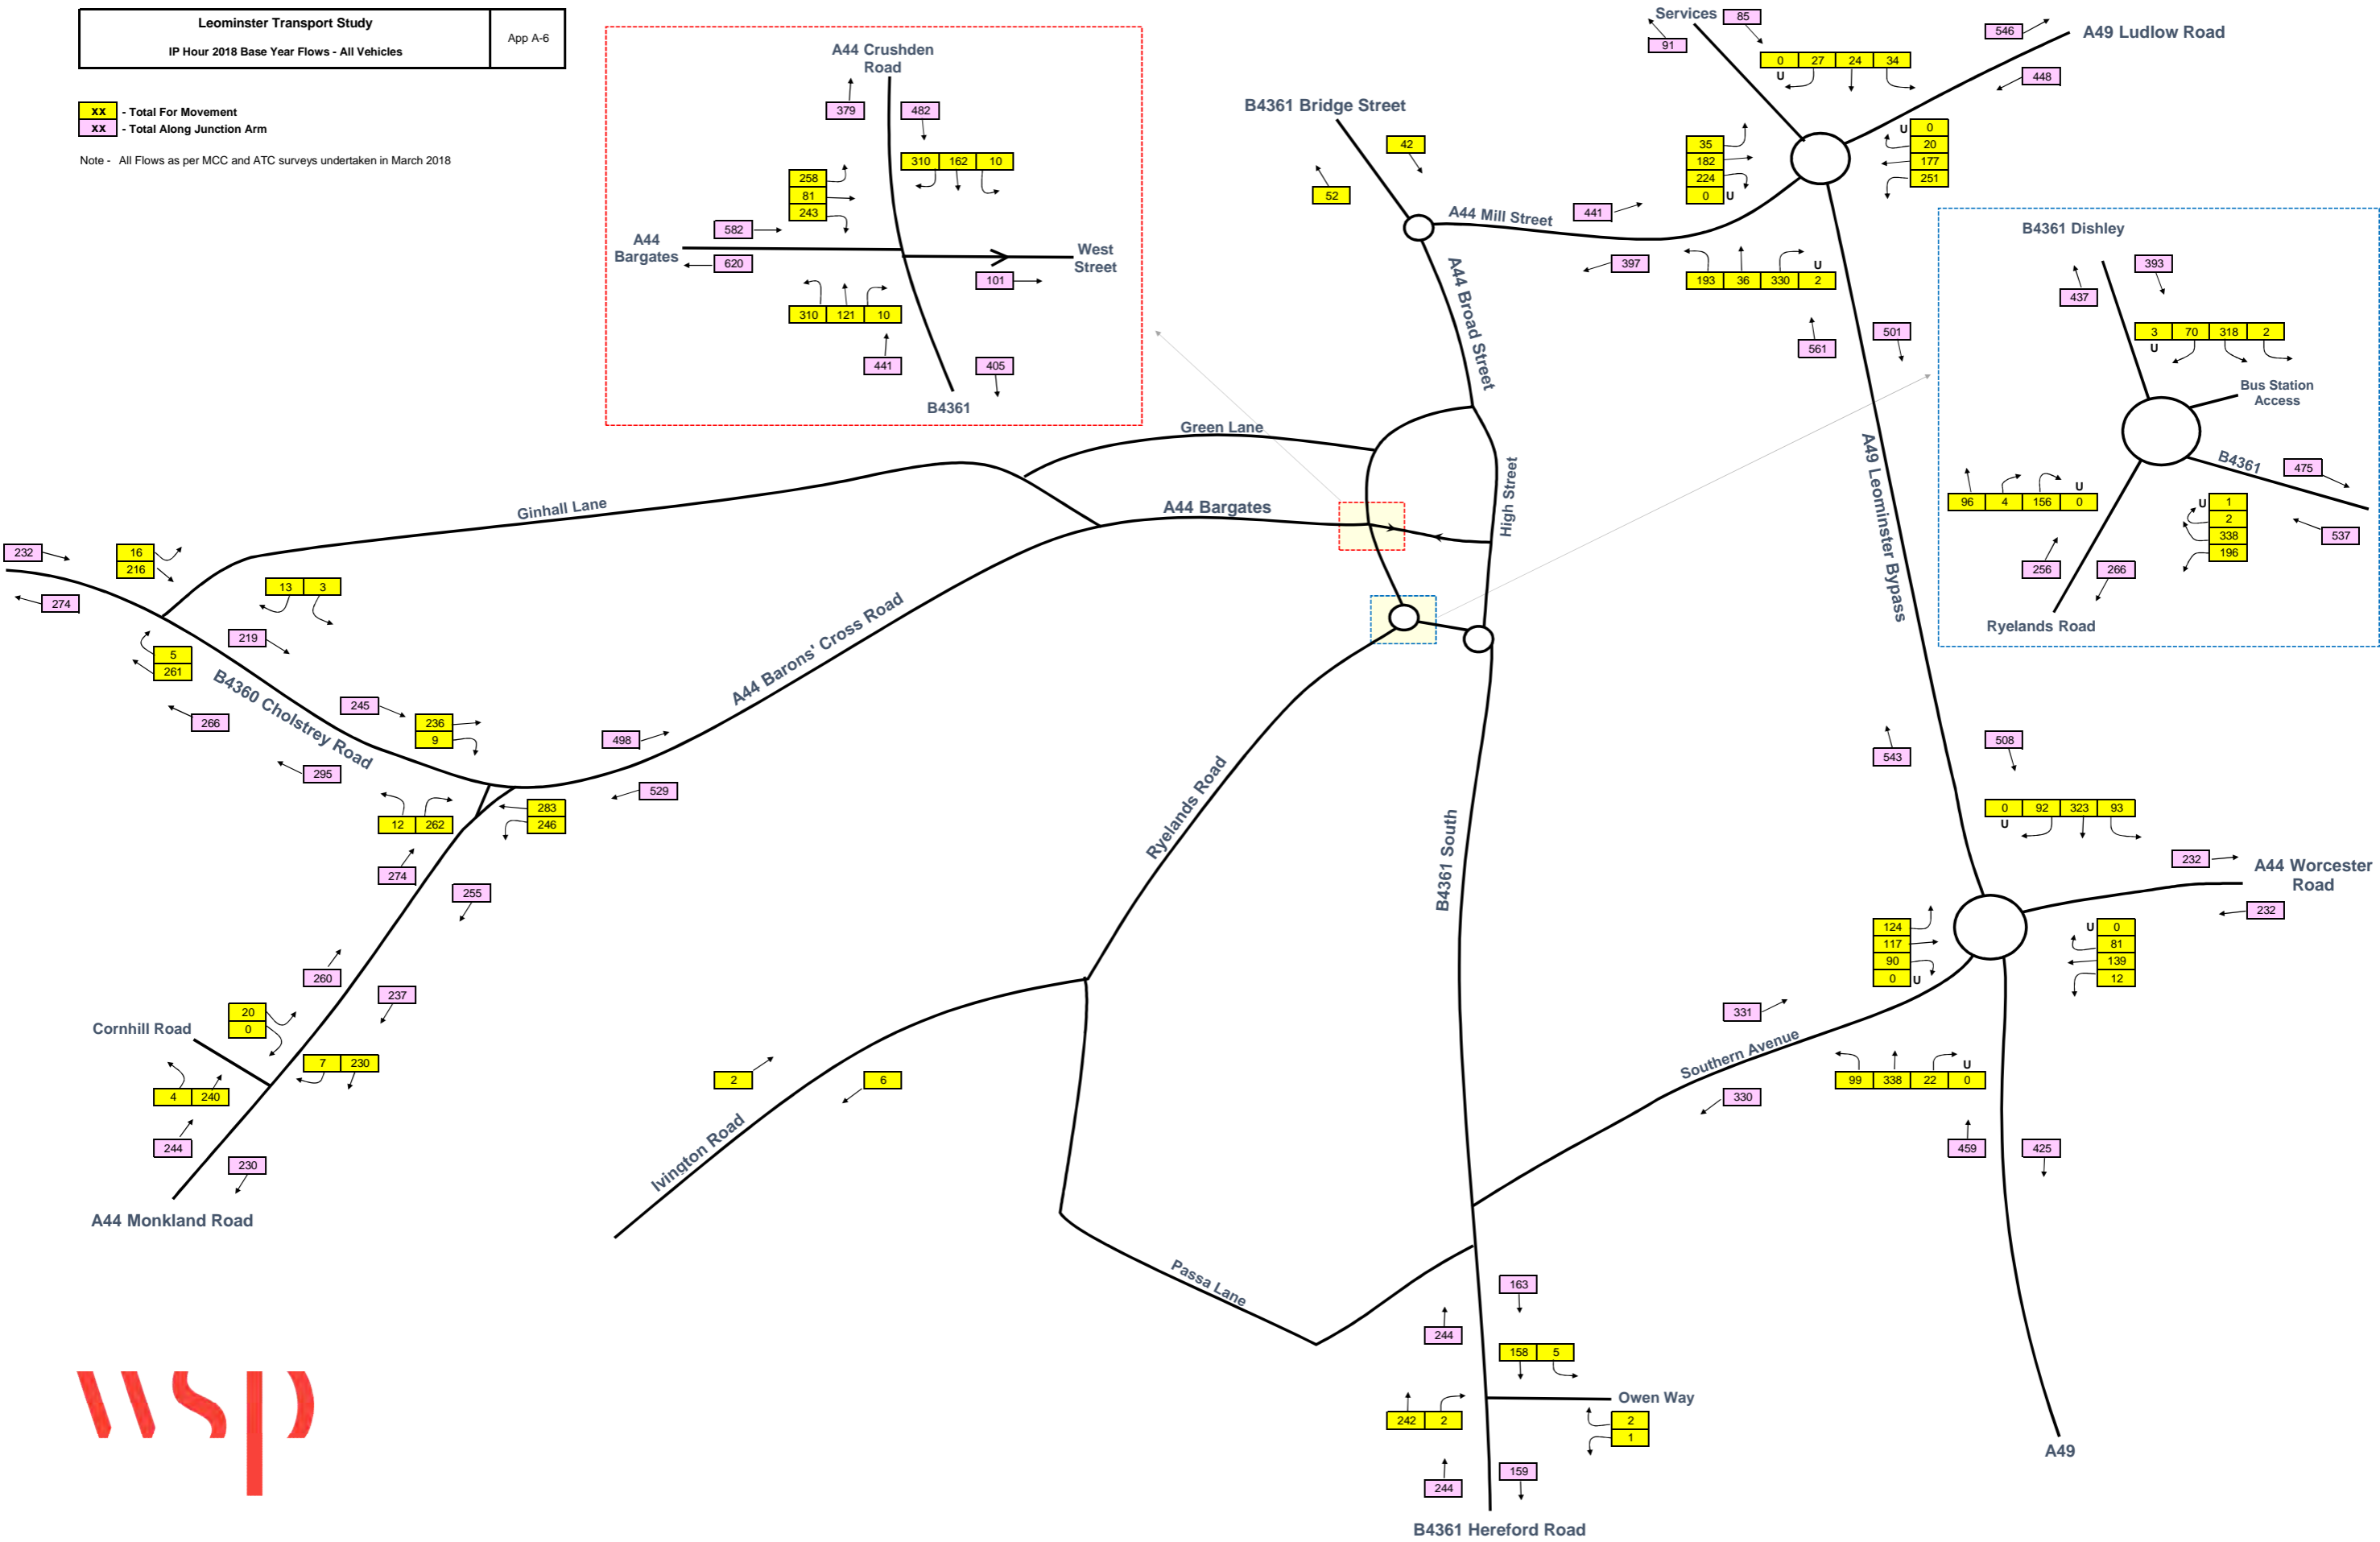 Leominster Transport Study
IP Hour 2018 Base Year Flows - All Vehicles
App A-6
xx - Total For Movement
xx - Total Along Junction Arm
Note - All Flows as per MCC and ATC surveys undertaken in March 2018
A44 Crushden
Road
379
482
310 162 10
258
81
243
582
A44
Bargates
620
West
Street
101
310 121 10
441
405
B4361
Services
85
91
0 27 24 34
U
546
A49 Ludlow Road
448
B4361 Bridge Street
42
52
35
182
224
0 U
U 0
20
177
251
A44 Mill Street
441
397
193 36 330 2
U
561
501
A44 Broad Street
B4361 Dishley
393
437
3 70 318 2
U
Bus Station
Access
B4361
475
96 4 156 0
U
U 1
2
338
196
537
256
266
Ryelands Road
Green Lane
Ginhall Lane
A44 Bargates
High Street
A49 Leominster Bypass
232
16
216
274
13 3
219
5
261
B4360 Cholstrey Road
266
245
236
9
295
498
529
A44 Barons' Cross Road
12 262
283
246
274
255
260
237
Cornhill Road
20
0
7 230
4 240
244
230
A44 Monkland Road
Ryelands Road
B4361 South
2
6
Ivington Road
Passa Lane
543
508
0 92 323 93
U
232
A44 Worcester
Road
232
124
117
90
0 U
U 0
81
139
12
331
Southern Avenue
330
99 338 22 0
U
459
425
A49
163
244
158 5
Owen Way
242 2
2
1
244
159
B4361 Hereford Road
wsp